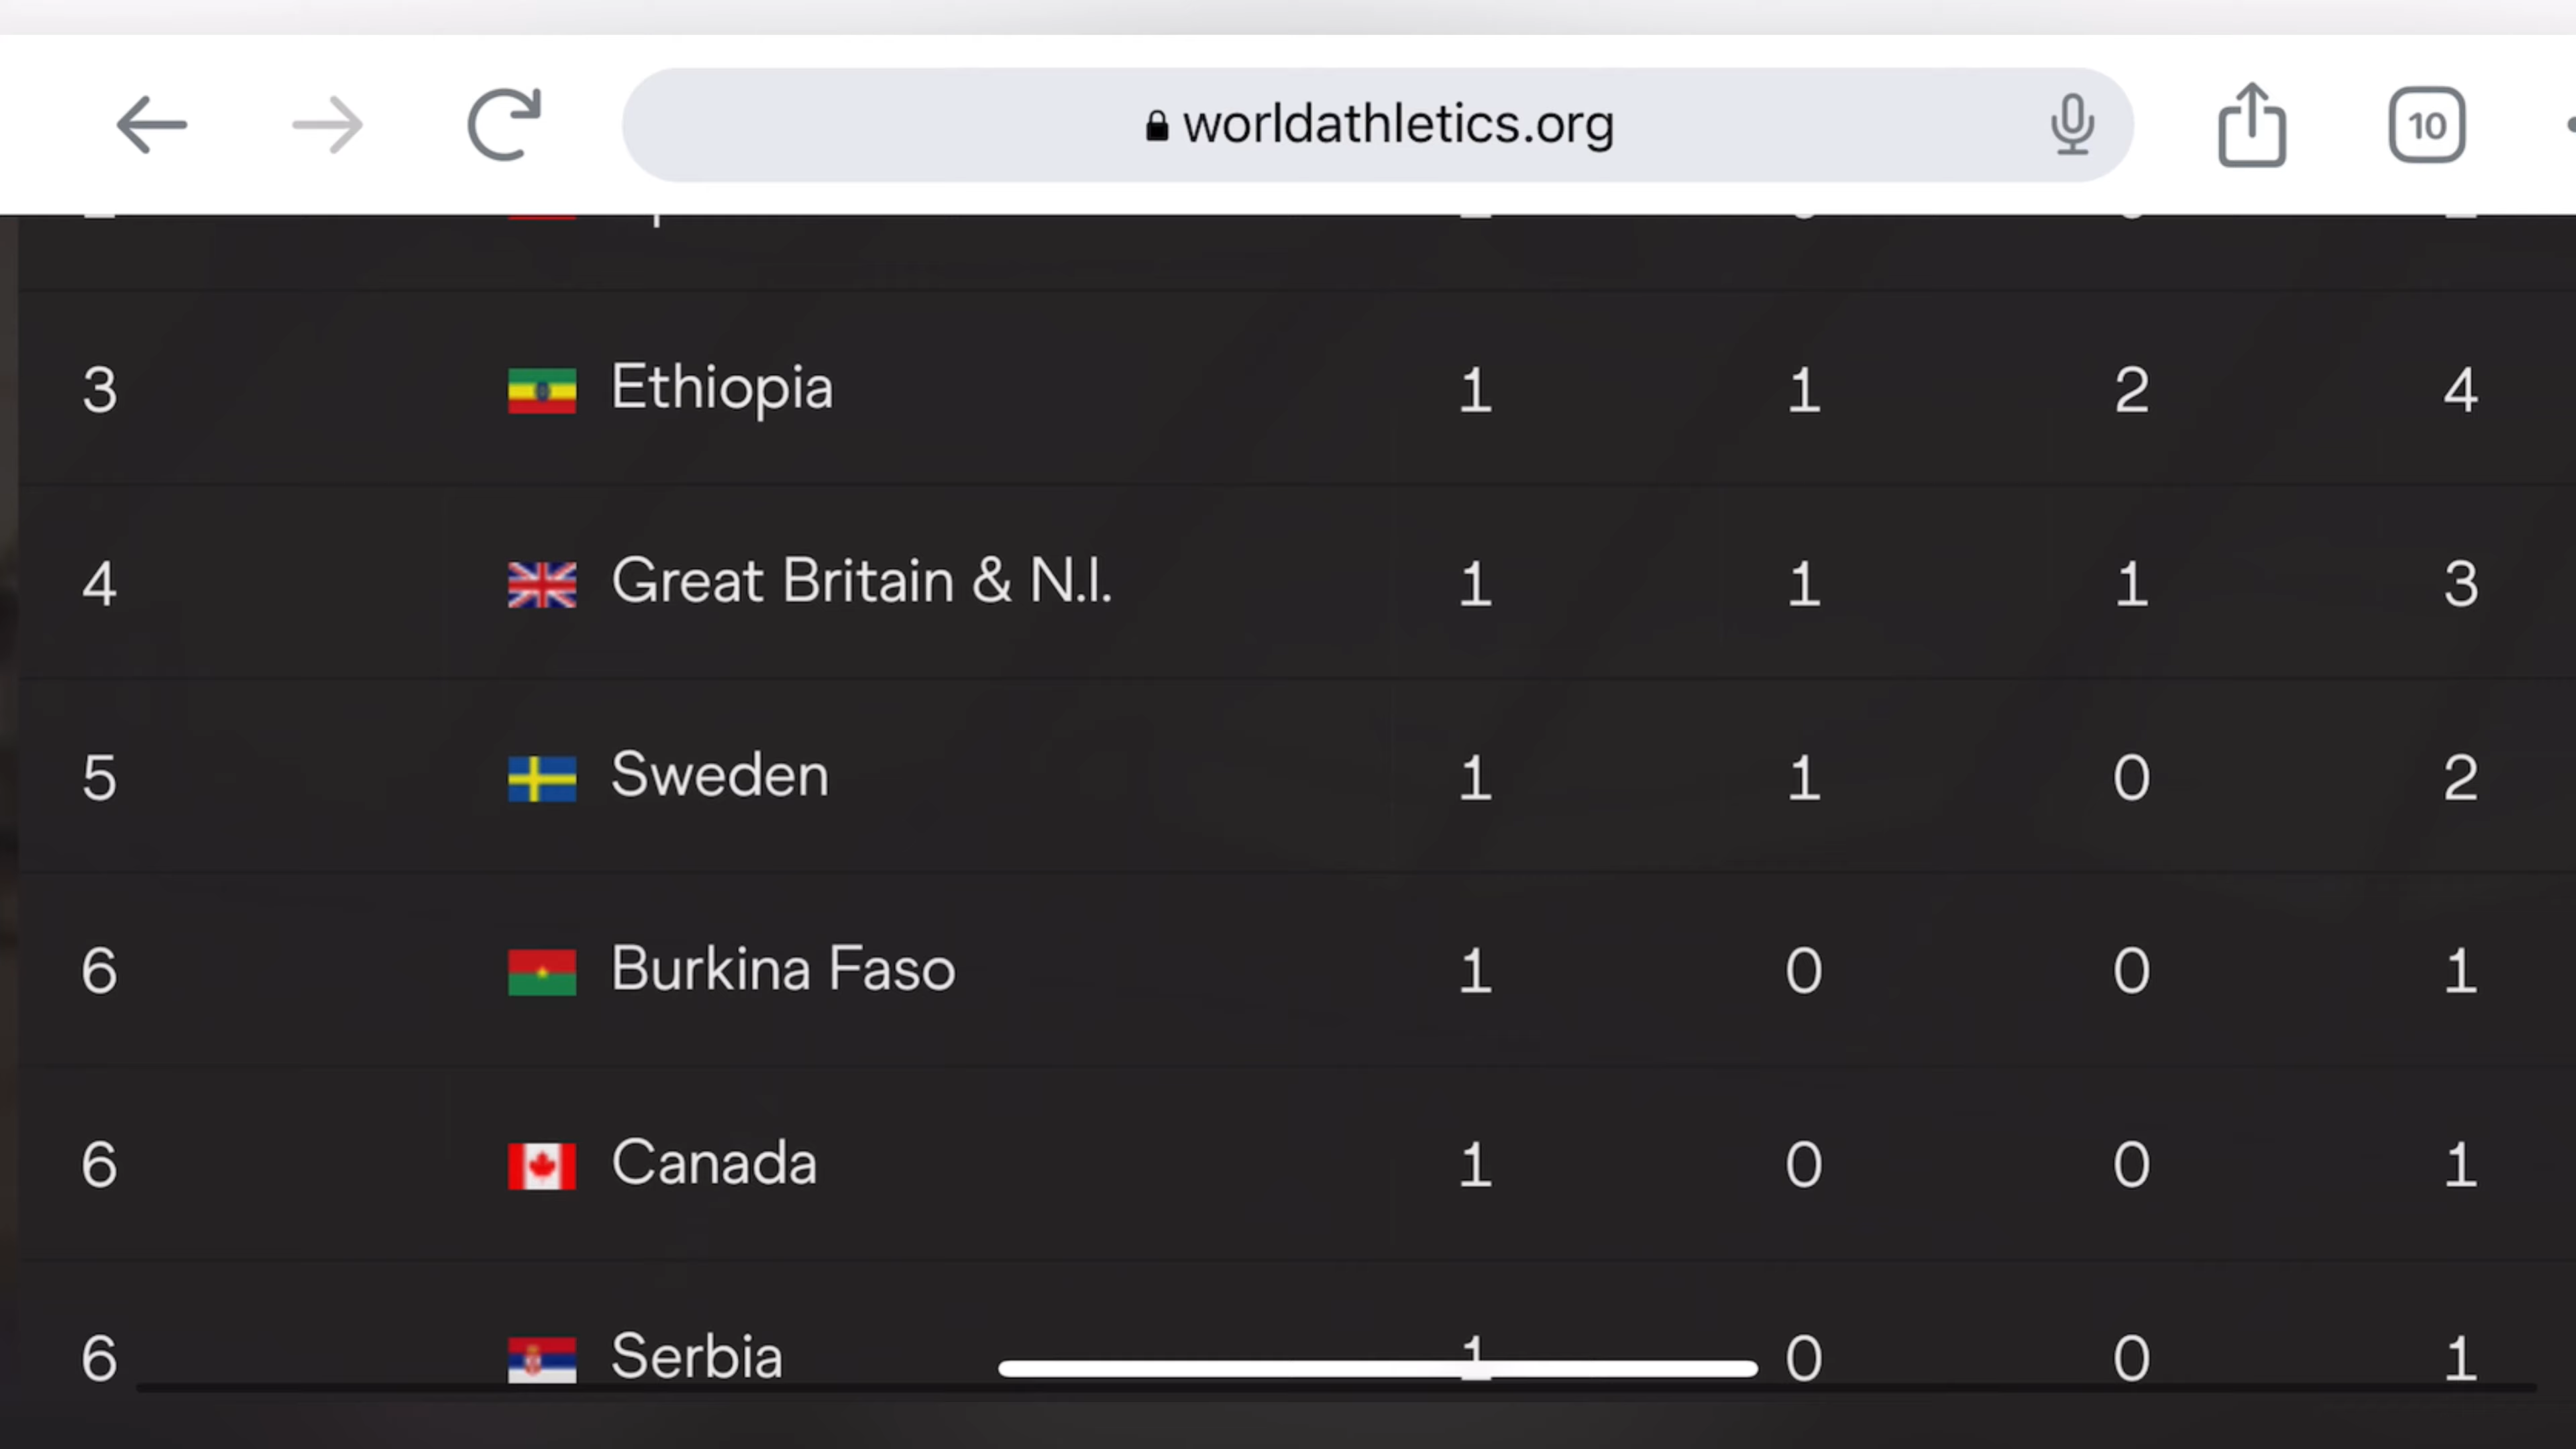 worldathletics.org
10
3 Ethiopia 1 1 2 4
4 Great Britain & N.I. 1 1 1 3
5 Sweden 1 1 0 2
6 Burkina Faso 1 0 0 1
6 Canada 1 0 0 1
6 Serbia 1 0 0 1